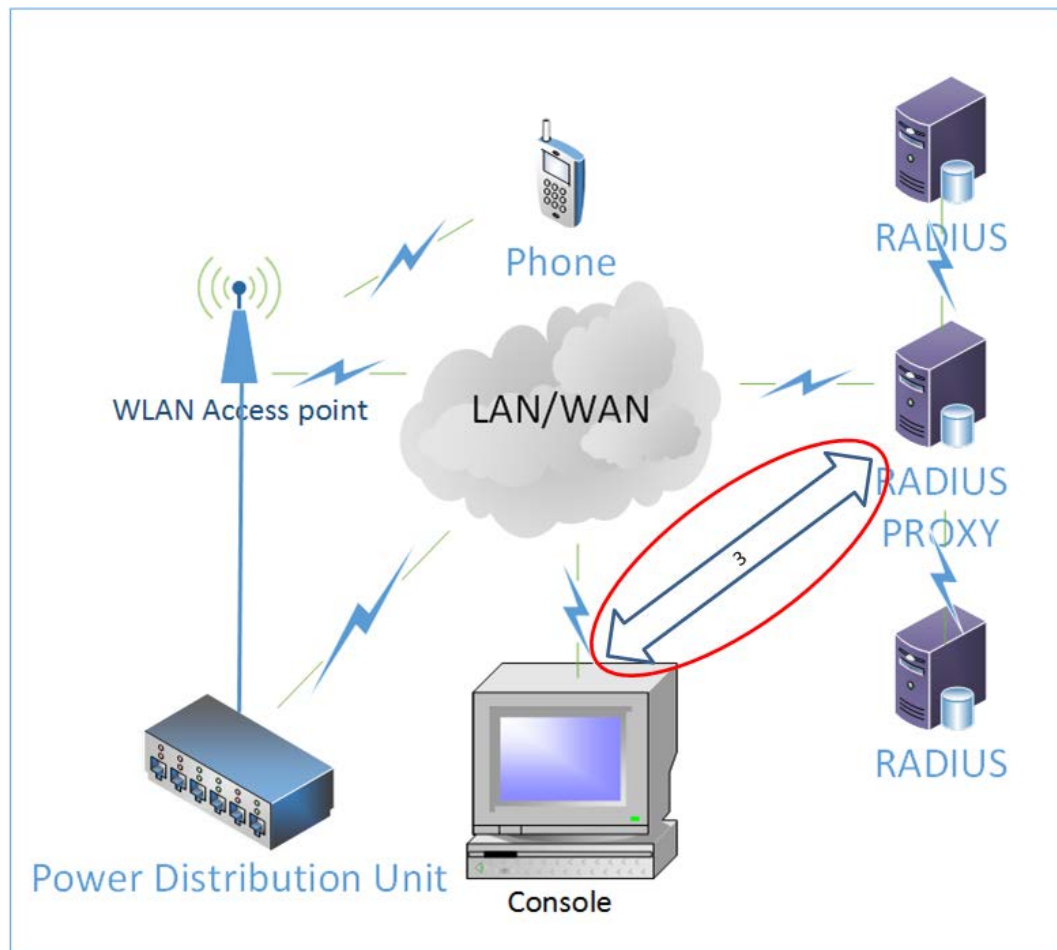 Phone
RADIUS
WLAN Access point
LAN/WAN
RADIUS
PROXY
3
RADIUS
Power Distribution Unit
Console